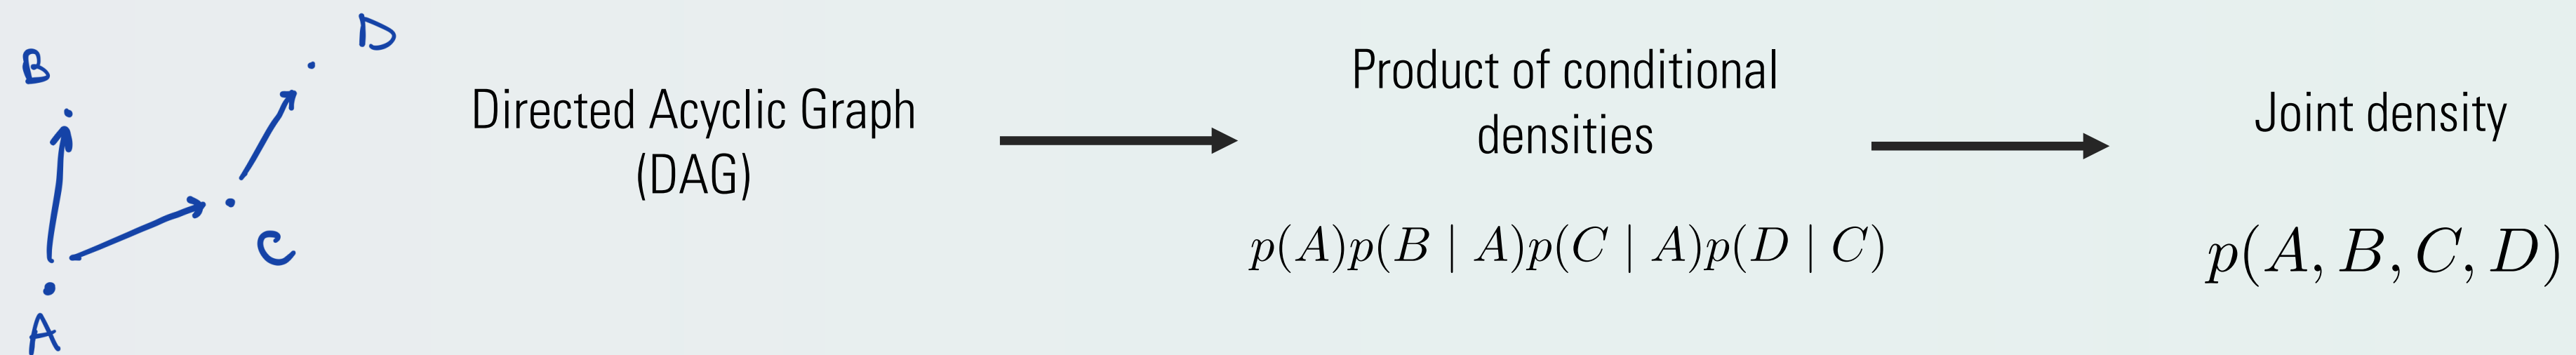 D
B
C
A
Directed Acyclic Graph
(DAG)
Product of conditional
densities
p(A)p(B | A)p(C | A)p(D | C)
Joint density
p(A, B, C, D)